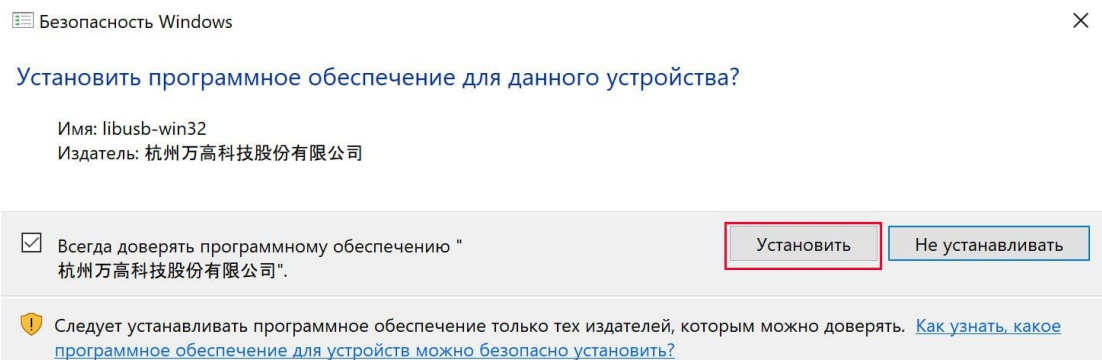 Безопасность Windows
Установить программное обеспечение для данного устройства?
Имя: libusb-win32
Издатель: 杭州万高科技股份有限公司
Всегда доверять программному обеспечению "
杭州万高科技股份有限公司".
Установить
Не устанавливать
Следует устанавливать программное обеспечение только тех издателей, которым можно доверять. Как узнать, какое
программное обеспечение для устройств можно безопасно установить?